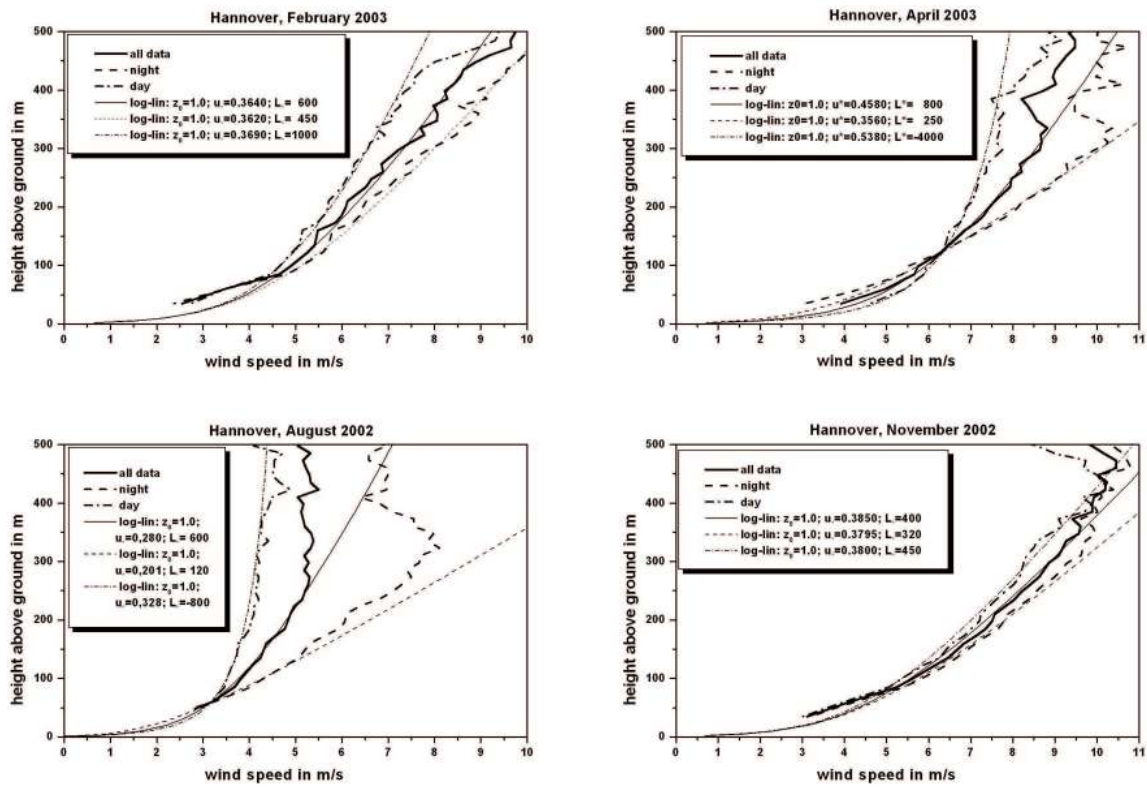 Hannover, February 2003
500
400
300
200
100
0
height above ground in m
all data
night
day
log-lin: z₀=1.0; u*=0.3640; L*= 600
log-lin: z₀=1.0; u*=0.3620; L*= 450
log-lin: z₀=1.0; u*=0.3690; L*=1000
0 1 2 3 4 5 6 7 8 9 10
wind speed in m/s
Hannover, April 2003
500
400
300
200
100
0
height above ground in m
all data
night
day
log-lin: z0=1.0; u*=0.4580; L*= 800
log-lin: z0=1.0; u*=0.3560; L*= 250
log-lin: z0=1.0; u*=0.5380; L*=-4000
0 1 2 3 4 5 6 7 8 9 10 11
wind speed in m/s
Hannover, August 2002
500
400
300
200
100
0
height above ground in m
all data
night
day
log-lin: z₀=1.0;
u*=0,280; L*= 600
log-lin: z₀=1.0;
u*=0,201; L*= 120
log-lin: z₀=1.0;
u*=0,328; L*=-800
0 1 2 3 4 5 6 7 8 9 10
wind speed in m/s
Hannover, November 2002
500
400
300
200
100
0
height above ground in m
all data
night
day
log-lin: z₀=1.0; u*=0.3850; L*=400
log-lin: z₀=1.0; u*=0.3795; L*=320
log-lin: z₀=1.0; u*=0.3800; L*=450
0 1 2 3 4 5 6 7 8 9 10 11
wind speed in m/s